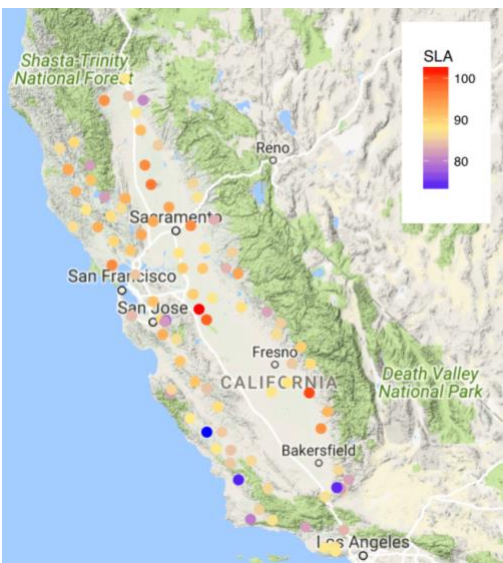 Shasta-Trinity
National Forest
SLA
100
90
80
Reno
Sacramento
San Francisco
San Jose
Fresno
CALIFORNIA
Death Valley
National Park
Bakersfield
Los Angeles